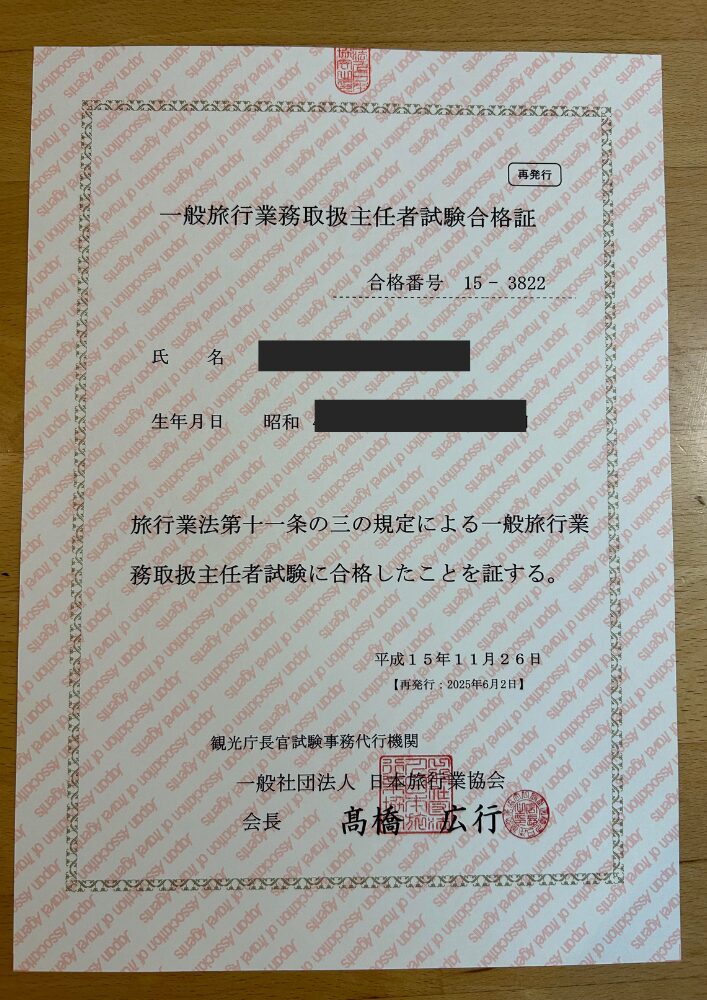 再発行
一般旅行業務取扱主任者試験合格証
合格番号 15－3822
氏 名
生年月日 昭和
旅行業法第十一条の三の規定による一般旅行業
務取扱主任者試験に合格したことを証する。
平成１５年１１月２６日
【再発行：2025年6月2日】
観光庁長官試験事務代行機関
一般社団法人 日本旅行業協会
会長 髙橋 広行
Japan Association of Travel Agents